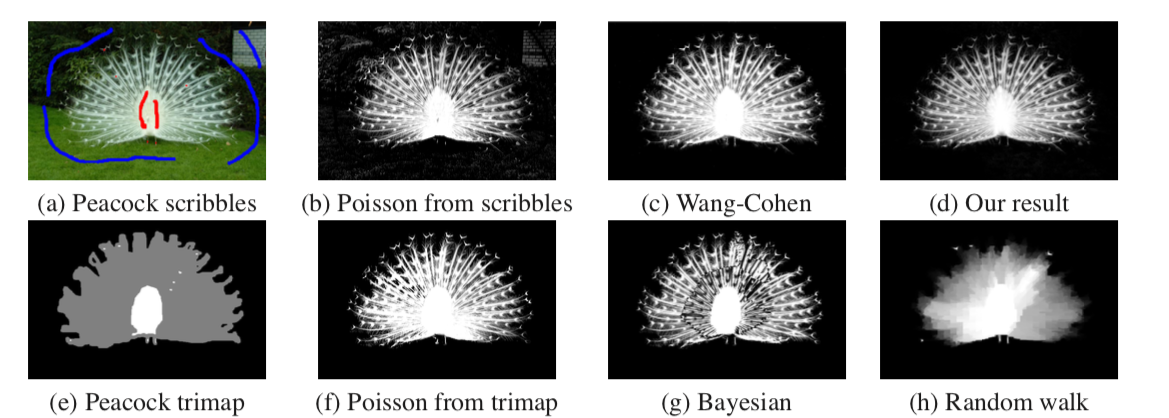 (a) Peacock scribbles
(b) Poisson from scribbles
(c) Wang-Cohen
(d) Our result
(e) Peacock trimap
(f) Poisson from trimap
(g) Bayesian
(h) Random walk